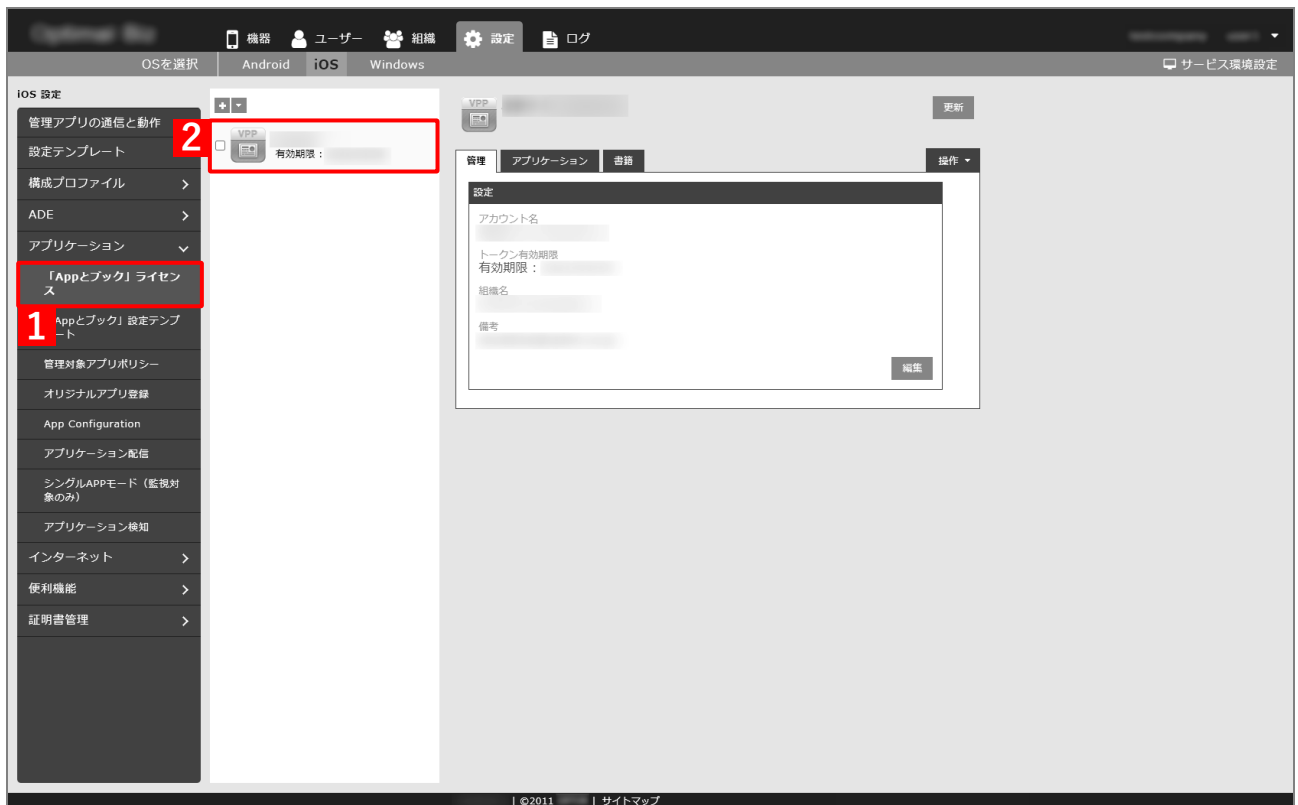 機器
ユーザー
組織
設定
ログ
OSを選択
Android
iOS
Windows
サービス環境設定
iOS 設定
管理アプリの通信と動作
設定テンプレート
構成プロファイル
ADE
アプリケーション
「Appとブック」ライセン
ス
1
Appとブック」設定テンプ
ート
管理対象アプリポリシー
オリジナルアプリ登録
App Configuration
アプリケーション配信
シングルAPPモード（監視対
象のみ）
アプリケーション検知
インターネット
便利機能
証明書管理
2
VPP
有効期限：
VPP
更新
管理
アプリケーション
書籍
操作
設定
アカウント名
トークン有効期限
有効期限：
組織名
備考
編集
| ©2011
| サイトマップ